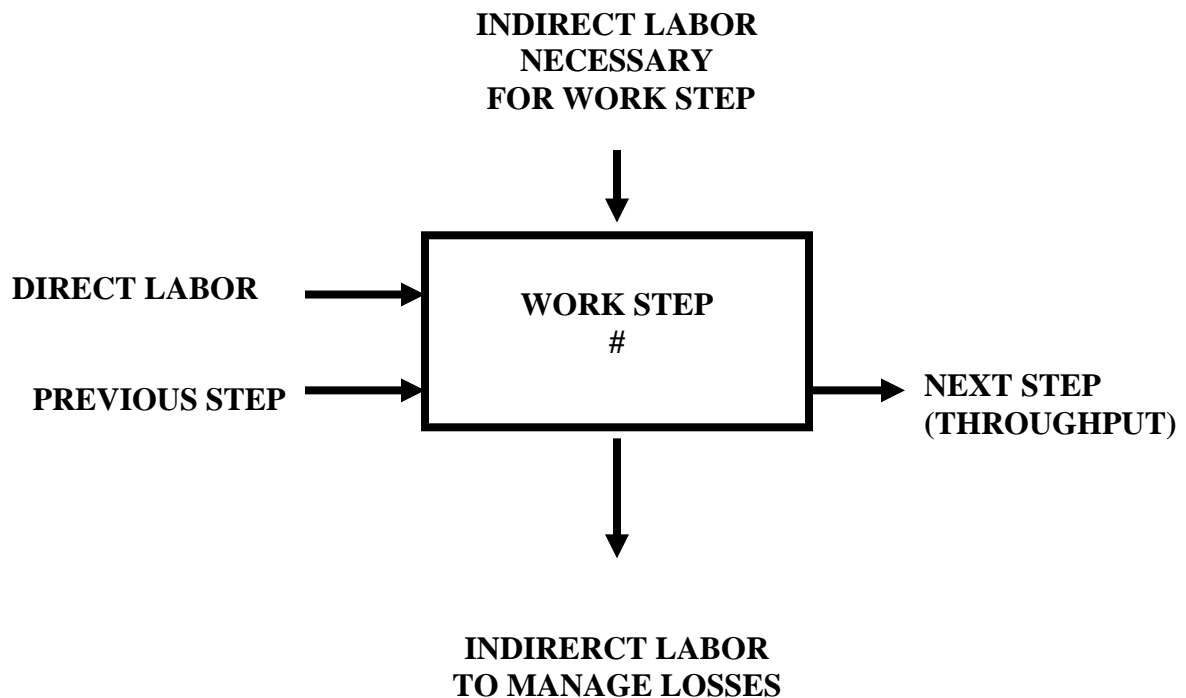 INDIRECT LABOR
NECESSARY
FOR WORK STEP
DIRECT LABOR
WORK STEP
#
PREVIOUS STEP
NEXT STEP
(THROUGHPUT)
INDIRERCT LABOR
TO MANAGE LOSSES